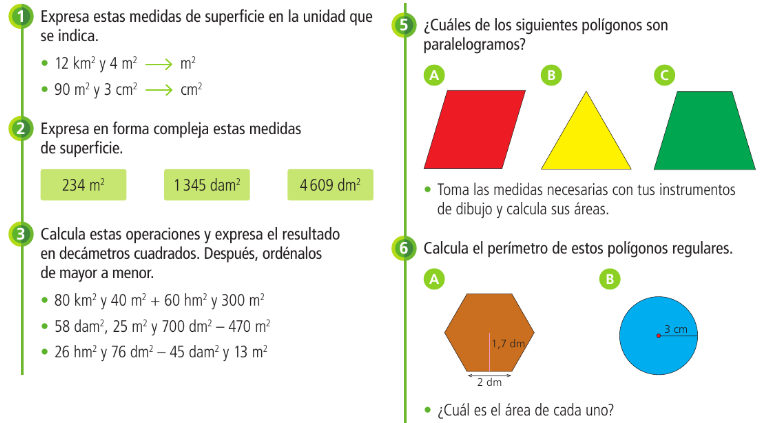 1 Expresa estas medidas de superficie en la unidad que
se indica.
• 12 km² y 4 m² → m²
• 90 m² y 3 cm² → cm²
2 Expresa en forma compleja estas medidas
de superficie.
234 m² 1 345 dam² 4 609 dm²
3 Calcula estas operaciones y expresa el resultado
en decámetros cuadrados. Después, ordénalos
de mayor a menor.
• 80 km² y 40 m² + 60 hm² y 300 m²
• 58 dam², 25 m² y 700 dm² – 470 m²
• 26 hm² y 76 dm² – 45 dam² y 13 m²
5 ¿Cuáles de los siguientes polígonos son
paralelogramos?
A B C
• Toma las medidas necesarias con tus instrumentos
de dibujo y calcula sus áreas.
6 Calcula el perímetro de estos polígonos regulares.
A B
3 cm
1,7 dm
2 dm
• ¿Cuál es el área de cada uno?